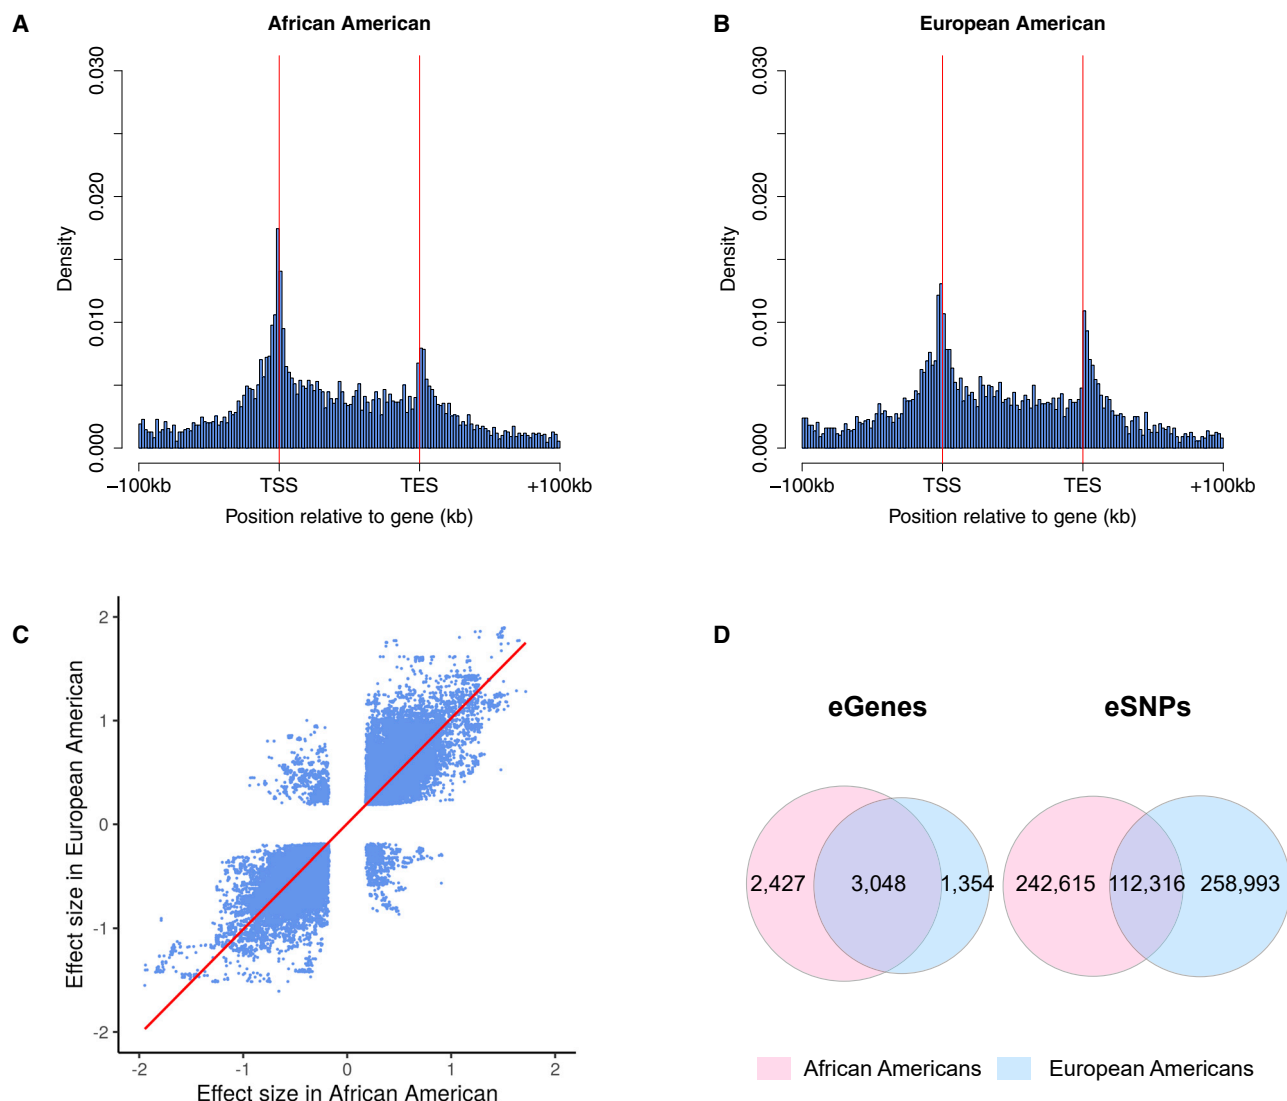 A
African American
0.030
0.020
0.010
0.000
Density
−100kb
TSS
TES
+100kb
Position relative to gene (kb)
B
European American
0.030
0.020
0.010
0.000
Density
−100kb
TSS
TES
+100kb
Position relative to gene (kb)
C
2
1
0
-1
-2
Effect size in European American
-2
-1
0
1
2
Effect size in African American
D
eGenes
eSNPs
2,427
3,048
1,354
242,615
112,316
258,993
African Americans
European Americans